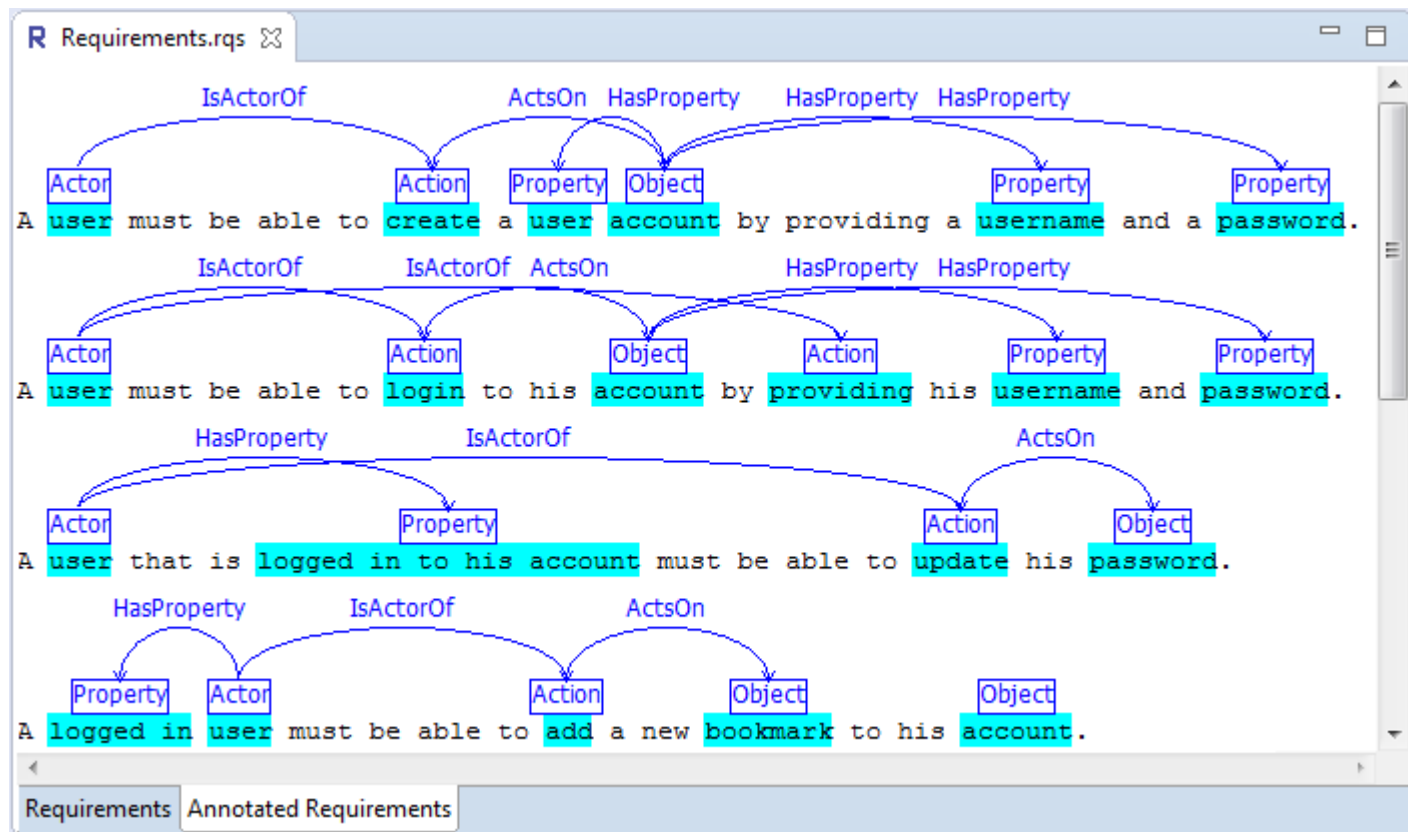 Requirements.rqs
IsActorOf ActsOn HasProperty HasProperty HasProperty
Actor Action Property Object Property Property
A user must be able to create a user account by providing a username and a password.
IsActorOf IsActorOf ActsOn HasProperty HasProperty
Actor Action Object Action Property Property
A user must be able to login to his account by providing his username and password.
HasProperty IsActorOf ActsOn
Actor Property Action Object
A user that is logged in to his account must be able to update his password.
HasProperty IsActorOf ActsOn
Property Actor Action Object Object
A logged in user must be able to add a new bookmark to his account.
Requirements Annotated Requirements